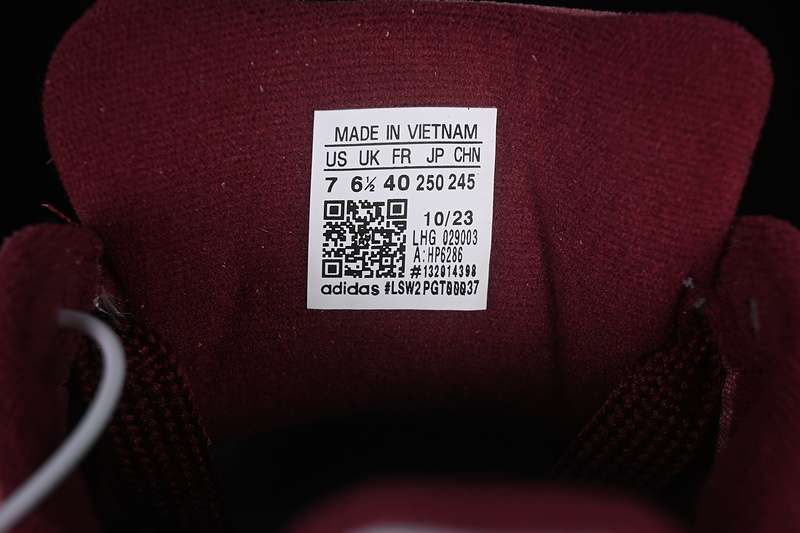 MADE IN VIETNAM
US UK FR JP CHN
7 6½ 40 250 245
10/23
LHG 029003
A:HP6286
#132014398
adidas #LSW2PGT00037